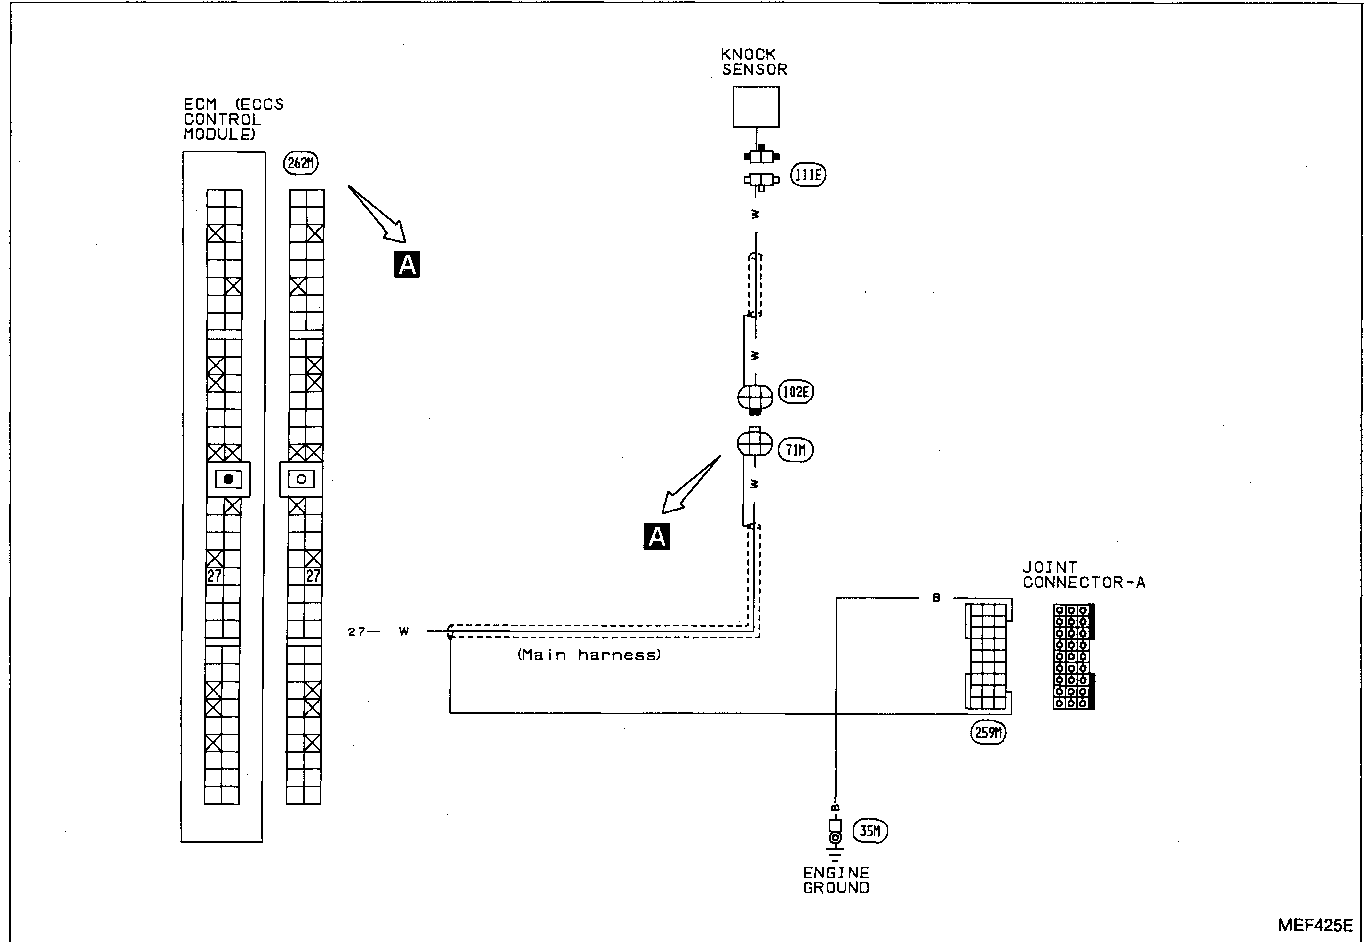 KNOCK
SENSOR
ECM (ECCS
CONTROL
MODULE)
262M
111E
W
A
W
102E
71M
W
A
27 27
JOINT
CONNECTOR-A
B
27— W
(Main harness)
259M
B
35M
ENGINE
GROUND
MEF425E